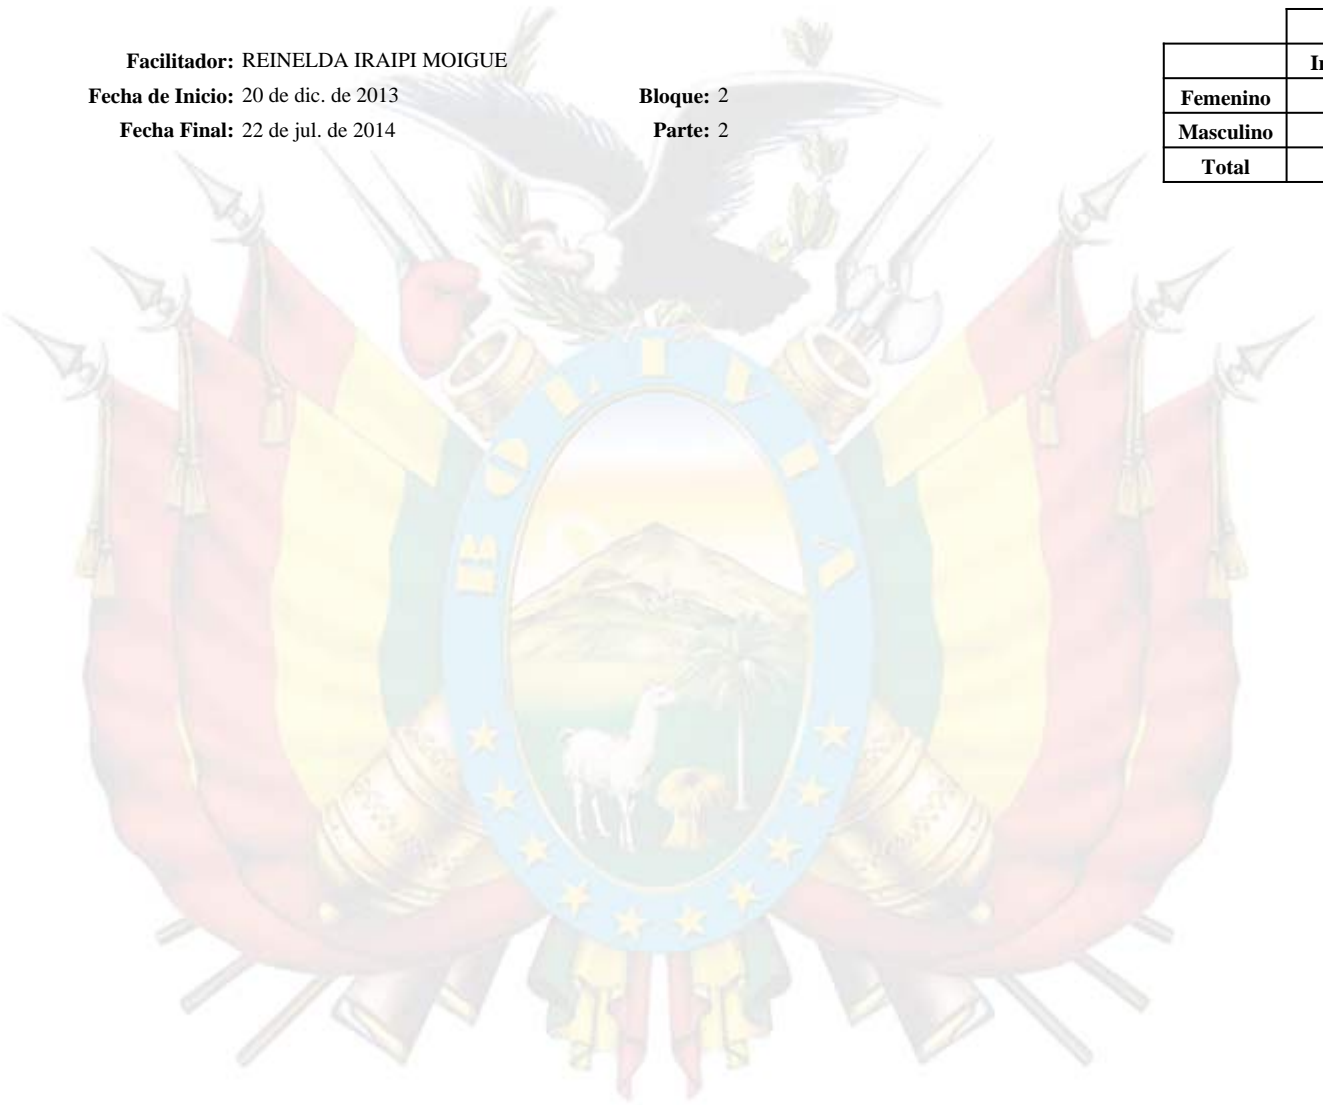 Facilitador: REINELDA IRAIPI MOIGUE
Fecha de Inicio: 20 de dic. de 2013 Bloque: 2
Fecha Final: 22 de jul. de 2014 Parte: 2
Femenino
Masculino
Total
BOLIVIA